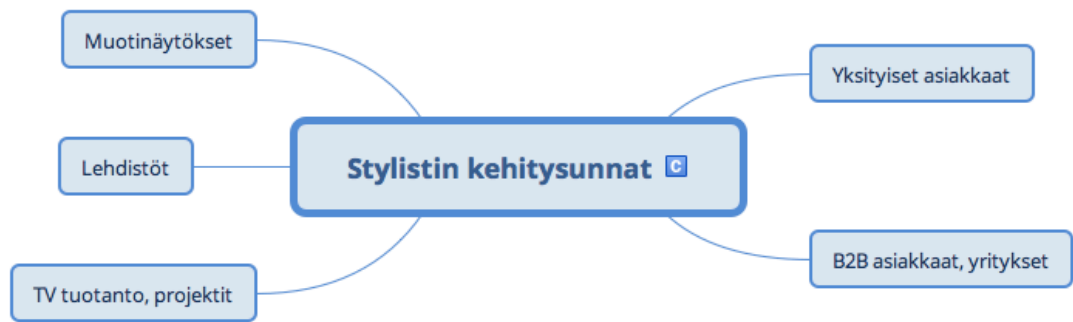 Muotinäytökset
Yksityiset asiakkaat
Lehdistöt
Stylistin kehitysunnat C
B2B asiakkaat, yritykset
TV tuotanto, projektit